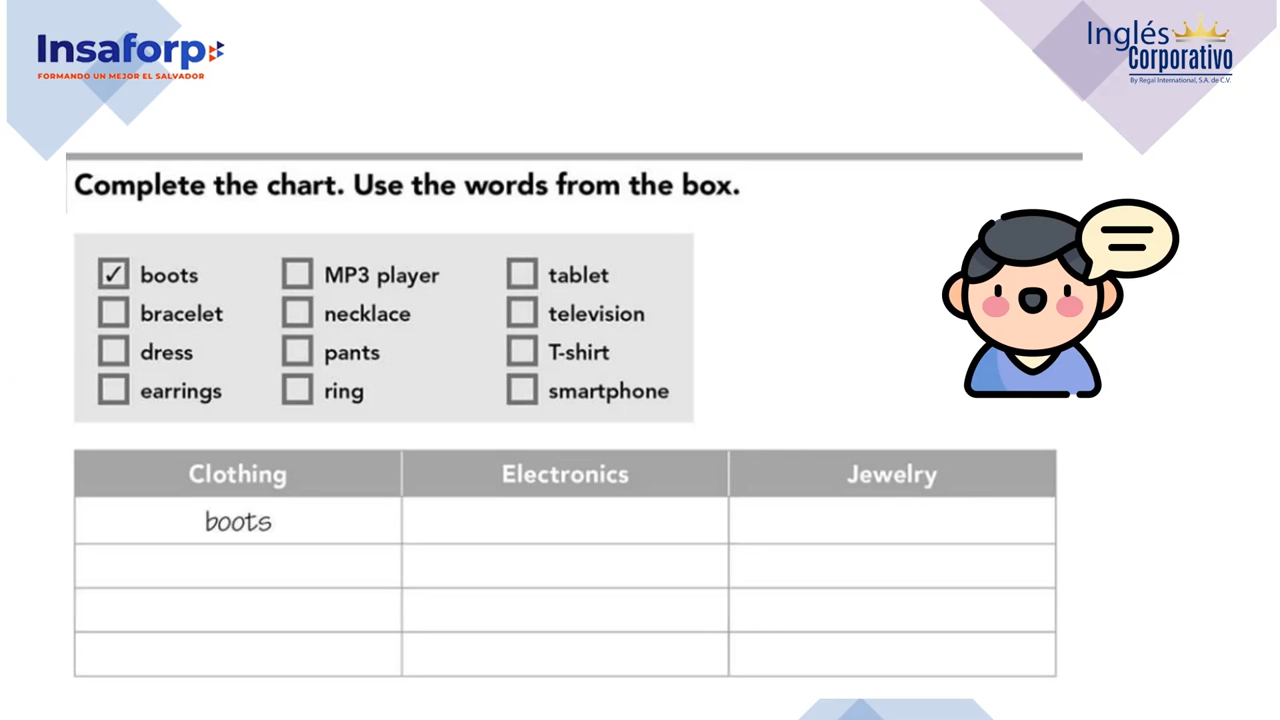 Insaforp
FORMANDO UN MEJOR EL SALVADOR
Inglés
Corporativo
By Regal International, S.A. de C.V.
Complete the chart. Use the words from the box.
✓ boots MP3 player tablet
bracelet necklace television
dress pants T-shirt
earrings ring smartphone
Clothing Electronics Jewelry
boots